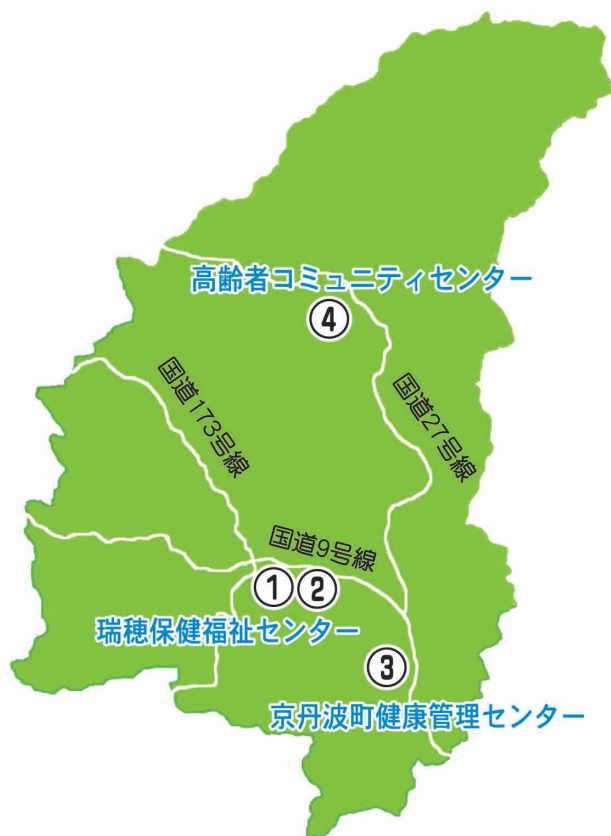 高齢者コミュニティセンター
④
国道173号線
国道27号線
国道9号線
① ②
瑞穂保健福祉センター
③
京丹波町健康管理センター